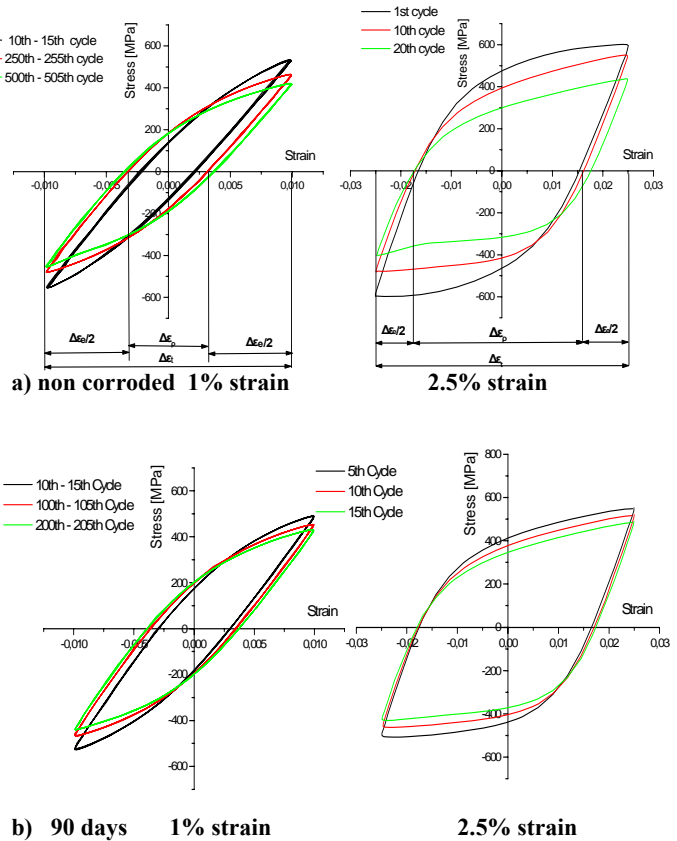 10th - 15th cycle
250th - 255th cycle
500th - 505th cycle
Stress [MPa]
600
400
200
0
-200
-400
-600
-0,010
-0,005
0,000
0,005
0,010
Strain
Δεe/2
Δεp
Δεe/2
Δεt
1st cycle
10th cycle
20th cycle
Stress [MPa]
600
400
200
0
-200
-400
-600
-0,03
-0,02
-0,01
0,00
0,01
0,02
0,03
Strain
Δεe/2
Δεp
a) non corroded 1% strain
2.5% strain
10th - 15th Cycle
100th - 105th Cycle
200th - 205th Cycle
Stress [MPa]
600
400
200
0
-200
-400
-600
-0,010
-0,005
0,000
0,005
0,010
Strain
5th Cycle
10th Cycle
15th Cycle
Stress [MPa]
800
600
400
200
0
-200
-400
-600
-0,03
-0,02
-0,01
0,00
0,01
0,02
0,03
Strain
b) 90 days 1% strain
2.5% strain